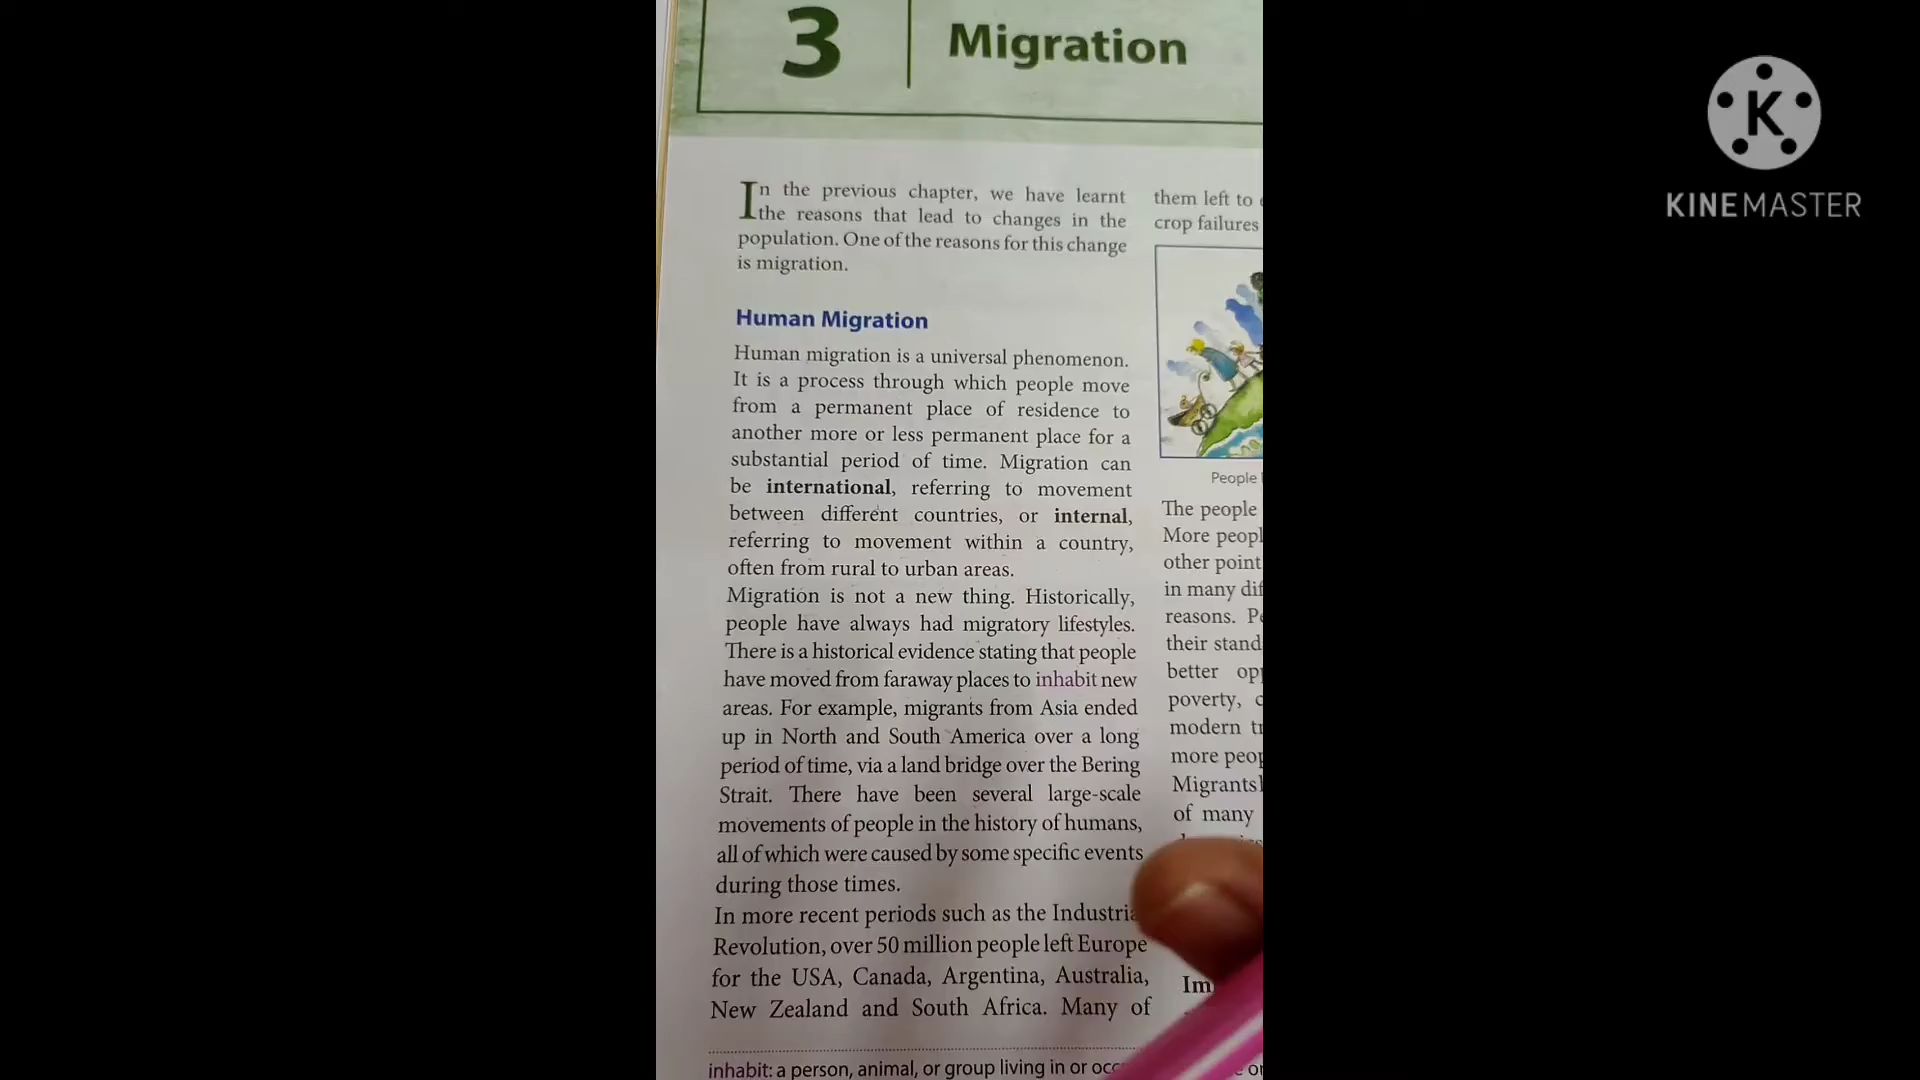 3
Migration
In the previous chapter, we have learnt
the reasons that lead to changes in the
population. One of the reasons for this change
is migration.
Human Migration
Human migration is a universal phenomenon.
It is a process through which people move
from a permanent place of residence to
another more or less permanent place for a
substantial period of time. Migration can
be international, referring to movement
between different countries, or internal,
referring to movement within a country,
often from rural to urban areas.
Migration is not a new thing. Historically,
people have always had migratory lifestyles.
There is a historical evidence stating that people
have moved from faraway places to inhabit new
areas. For example, migrants from Asia ended
up in North and South America over a long
period of time, via a land bridge over the Bering
Strait. There have been several large-scale
movements of people in the history of humans,
all of which were caused by some specific events
during those times.
In more recent periods such as the
Revolution, over 50 million people left Europe
for the USA, Canada, Argentina, Australia,
New Zealand and South Africa. Many of
inhabit: a person, animal, or group living in or
them left to
crop failures
People
The people
More
other point
in many
reasons.
their
better
poverty,
modern
more
Migrants
of many
KINEMASTER